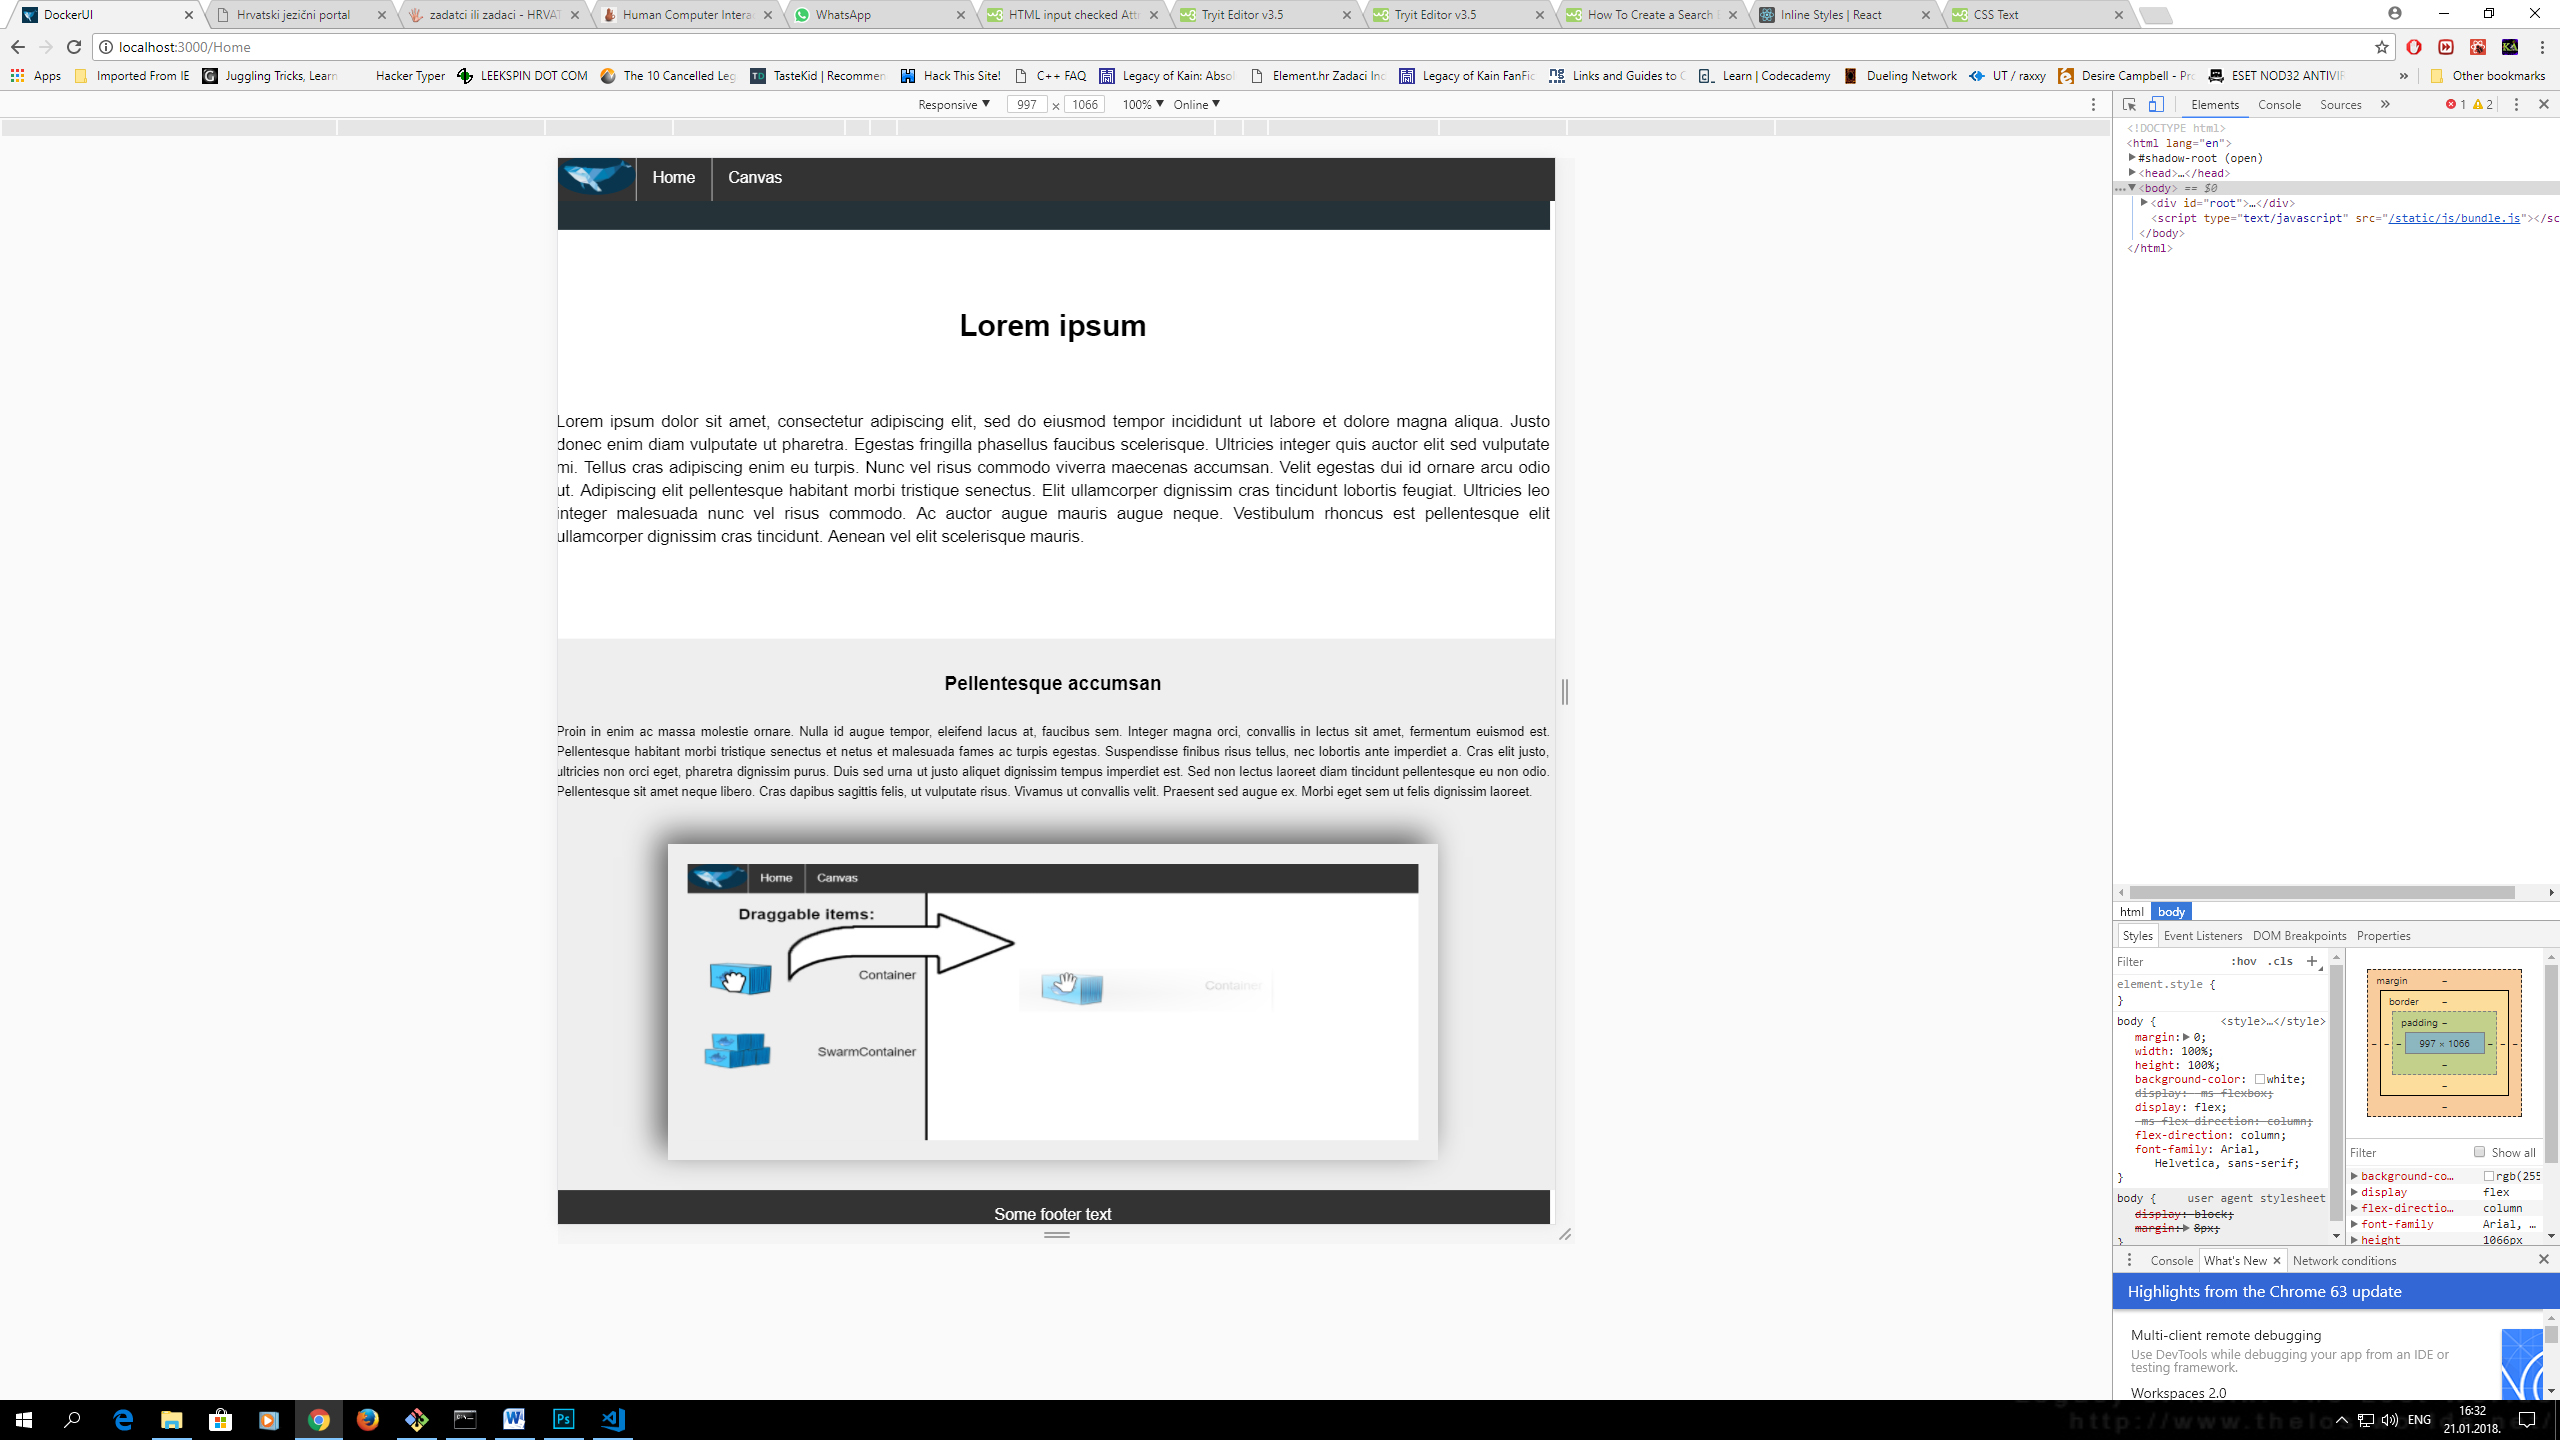 DockerUI
Hrvatski jezični portal
zadatci ili zadaci - HRVAT
Human Computer Intera
WhatsApp
HTML input checked Att
Tryit Editor v3.5
Tryit Editor v3.5
How To Create a Search
Inline Styles | React
CSS Text
localhost:3000/Home
Apps
Imported From IE
Juggling Tricks, Learn
Hacker Typer
LEEKSPIN DOT COM
The 10 Cancelled Leg
TasteKid | Recommen
Hack This Site!
C++ FAQ
Legacy of Kain: Absol
Element.hr Zadaci Inc
Legacy of Kain FanFic
Links and Guides to C
Learn | Codecademy
Dueling Network
UT / raxxy
Desire Campbell - Pro
ESET NOD32 ANTIVIR
»
Other bookmarks
Responsive ▼ 997 × 1066 100% ▼ Online ▼
Elements Console Sources » 1 2
<!DOCTYPE html>
<html lang="en">
▶#shadow-root (open)
▶<head>…</head>
…▼<body> == $0
▶<div id="root">…</div>
<script type="text/javascript" src="/static/js/bundle.js"></sc
</body>
</html>
Home
Canvas
Lorem ipsum
Lorem ipsum dolor sit amet, consectetur adipiscing elit, sed do eiusmod tempor incididunt ut labore et dolore magna aliqua. Justo
donec enim diam vulputate ut pharetra. Egestas fringilla phasellus faucibus scelerisque. Ultricies integer quis auctor elit sed vulputate
mi. Tellus cras adipiscing enim eu turpis. Nunc vel risus commodo viverra maecenas accumsan. Velit egestas dui id ornare arcu odio
ut. Adipiscing elit pellentesque habitant morbi tristique senectus. Elit ullamcorper dignissim cras tincidunt lobortis feugiat. Ultricies leo
integer malesuada nunc vel risus commodo. Ac auctor augue mauris augue neque. Vestibulum rhoncus est pellentesque elit
ullamcorper dignissim cras tincidunt. Aenean vel elit scelerisque mauris.
Pellentesque accumsan
Proin in enim ac massa molestie ornare. Nulla id augue tempor, eleifend lacus at, faucibus sem. Integer magna orci, convallis in lectus sit amet, fermentum euismod est.
Pellentesque habitant morbi tristique senectus et netus et malesuada fames ac turpis egestas. Suspendisse finibus risus tellus, nec lobortis ante imperdiet a. Cras elit justo,
ultricies non orci eget, pharetra dignissim purus. Duis sed urna ut justo aliquet dignissim tempus imperdiet est. Sed non lectus laoreet diam tincidunt pellentesque eu non odio.
Pellentesque sit amet neque libero. Cras dapibus sagittis felis, ut vulputate risus. Vivamus ut convallis velit. Praesent sed augue ex. Morbi eget sem ut felis dignissim laoreet.
Home
Canvas
Draggable items:
Container
Container
SwarmContainer
Some footer text
html body
Styles Event Listeners DOM Breakpoints Properties
Filter :hov .cls +
element.style {
}
body { <style>…</style>
margin:▶ 0;
width: 100%;
height: 100%;
background-color: white;
display: -ms-flexbox;
display: flex;
-ms-flex-direction: column;
flex-direction: column;
font-family: Arial,
Helvetica, sans-serif;
}
body { user agent stylesheet
display: block;
margin:▶ 8px;
}
margin –
border –
padding –
– – – 997 × 1066 – – –
–
–
–
Filter Show all
▶background-co… rgb(255
▶display flex
▶flex-directio… column
▶font-family Arial, …
▶height 1066px
Console What's New × Network conditions
Highlights from the Chrome 63 update
Multi-client remote debugging
Use DevTools while debugging your app from an IDE or
testing framework.
Workspaces 2.0
ENG
16:32
21.01.2018.